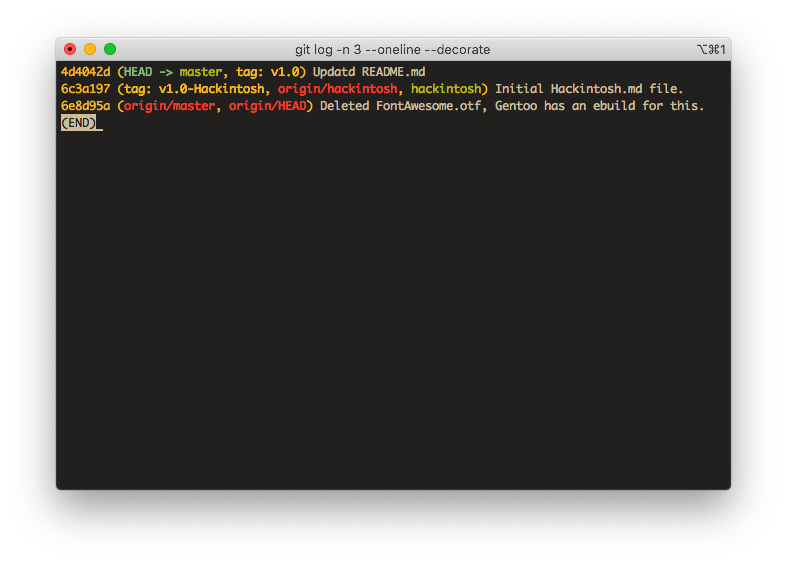 git log -n 3 --oneline --decorate ⌥⌘1
4d4042d (HEAD -> master, tag: v1.0) Updatd README.md
6c3a197 (tag: v1.0-Hackintosh, origin/hackintosh, hackintosh) Initial Hackintosh.md file.
6e8d95a (origin/master, origin/HEAD) Deleted FontAwesome.otf, Gentoo has an ebuild for this.
(END)